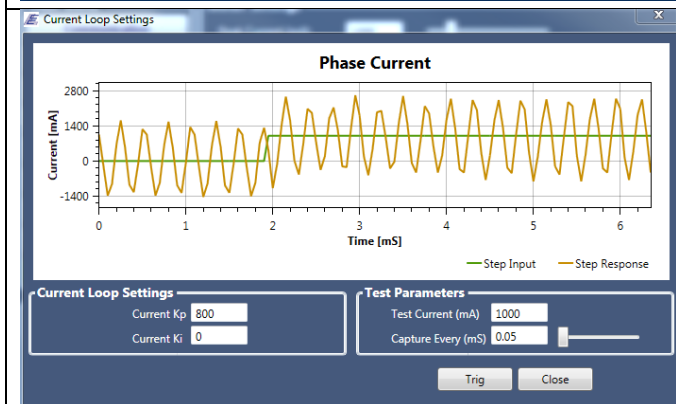 Current Loop Settings
x
Phase Current
2800
1400
0
-1400
Current [mA]
0 1 2 3 4 5 6
Time [mS]
Step Input Step Response
Current Loop Settings
Current Kp 800
Current Ki 0
Test Parameters
Test Current (mA) 1000
Capture Every (mS) 0.05
Trig Close